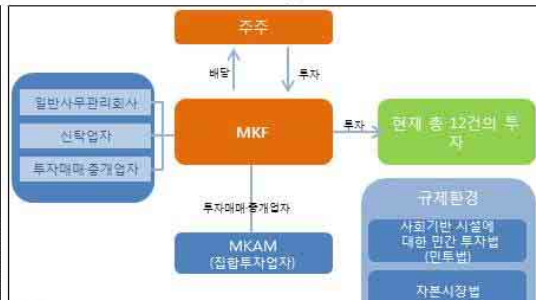 주주
배당
투자
일반사무관리회사
신탁업자
투자매매·중개업자
MKF
투자
현재 총 12건의 투
자
투자매매·중개업자
MKAM
(집합투자업자)
규제환경
사회기반 시설에
대한 민간 투자법
(민투법)
자본시장법